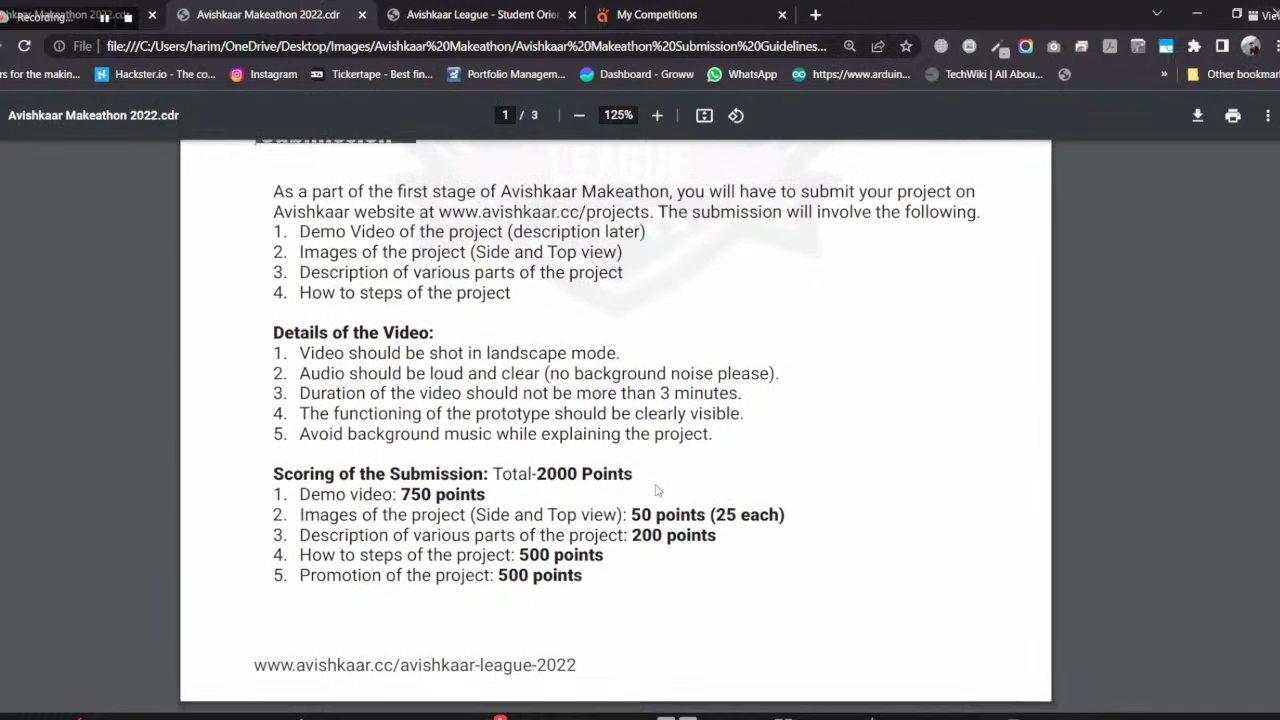 Recording...
Avishkaar Makeathon 2022.cdr
Avishkaar League - Student Orie
My Competitions
File
file:///C:/Users/harim/OneDrive/Desktop/Images/Avishkaar%20Makeathon/Avishkaar%20Makeathon%20Submission%20Guidelines...
rs for the makin...
Hackster.io - The co...
Instagram
Tickertape - Best fin...
Portfolio Managem...
Dashboard - Groww
WhatsApp
https://www.arduin...
TechWiki | All Abou...
»
Other bookmar
Avishkaar Makeathon 2022.cdr
1 / 3
125%
LEAGUE
As a part of the first stage of Avishkaar Makeathon, you will have to submit your project on
Avishkaar website at www.avishkaar.cc/projects. The submission will involve the following.
1. Demo Video of the project (description later)
2. Images of the project (Side and Top view)
3. Description of various parts of the project
4. How to steps of the project
Details of the Video:
1. Video should be shot in landscape mode.
2. Audio should be loud and clear (no background noise please).
3. Duration of the video should not be more than 3 minutes.
4. The functioning of the prototype should be clearly visible.
5. Avoid background music while explaining the project.
Scoring of the Submission: Total-2000 Points
1. Demo video: 750 points
2. Images of the project (Side and Top view): 50 points (25 each)
3. Description of various parts of the project: 200 points
4. How to steps of the project: 500 points
5. Promotion of the project: 500 points
www.avishkaar.cc/avishkaar-league-2022